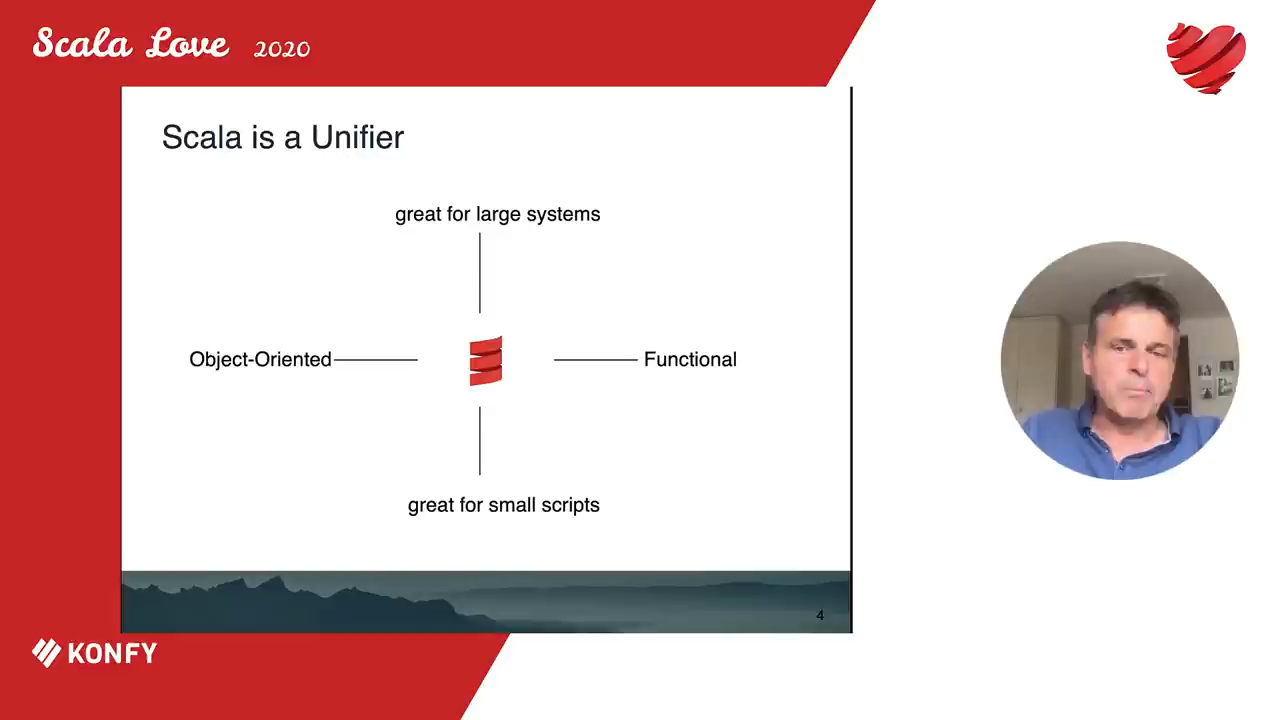 Scala Love 2020
Scala is a Unifier
great for large systems
Object-Oriented
Functional
great for small scripts
4
KONFY